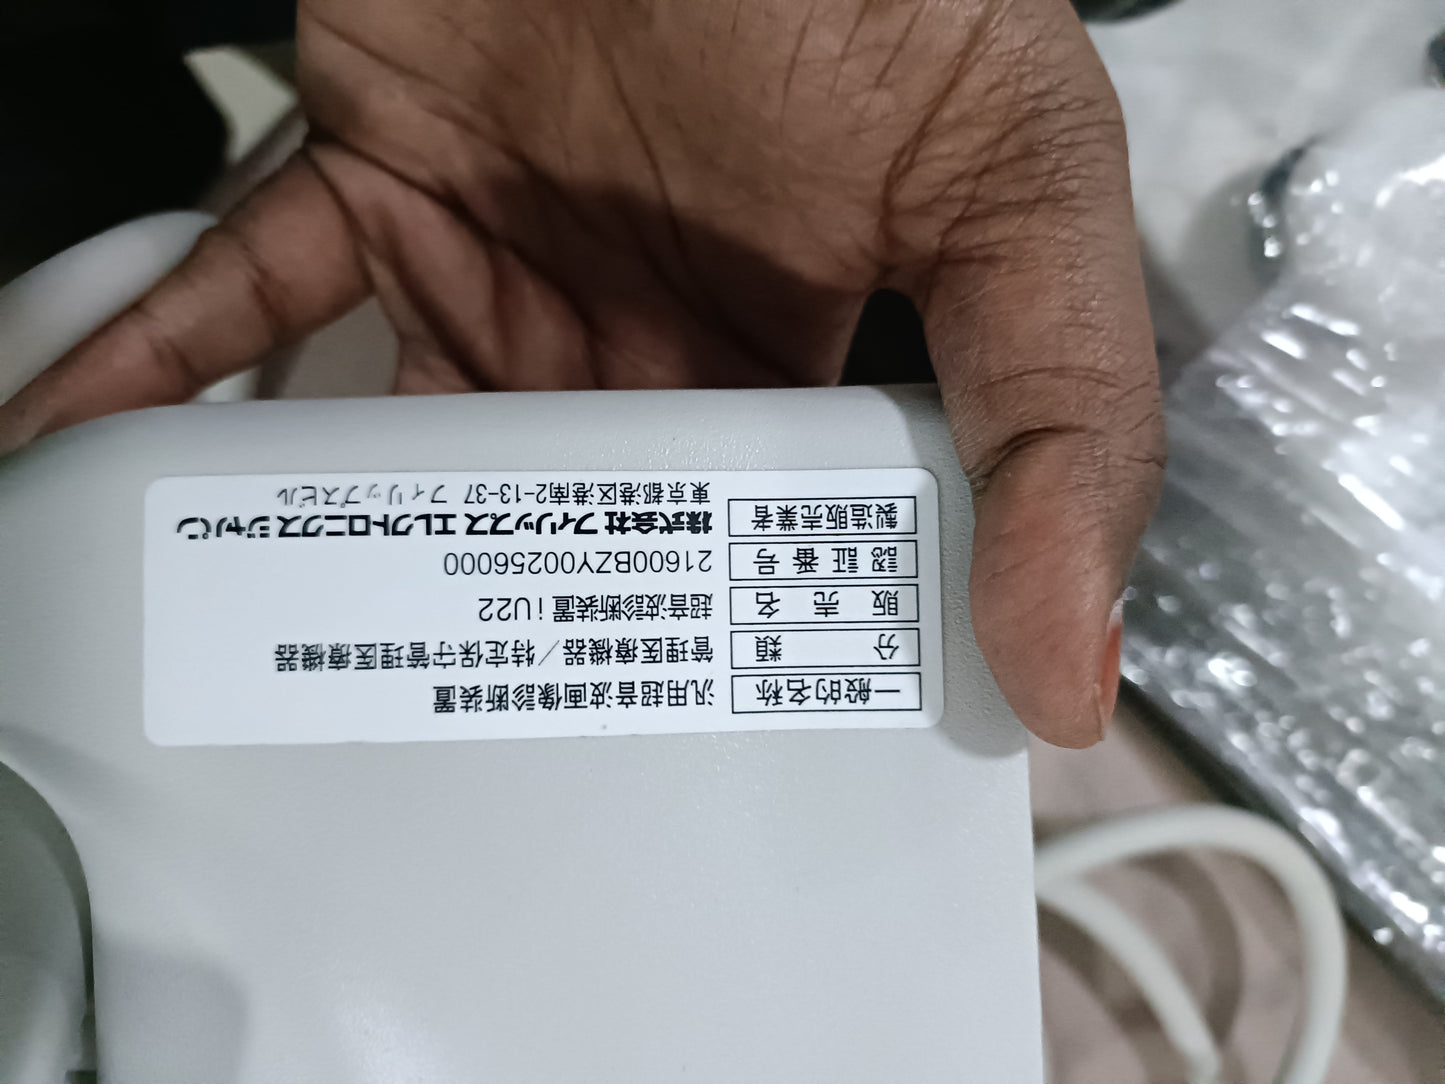 一般的名称 汎用超音波画像診断装置
分類 管理医療機器／特定保守管理医療機器
販売名 超音波診断装置 iU22
認証番号 21600BZY00256000
製造販売業者 株式会社 フィリップス エレクトロニクス ジャパン
東京都港区港南2-13-37 フィリップスビル